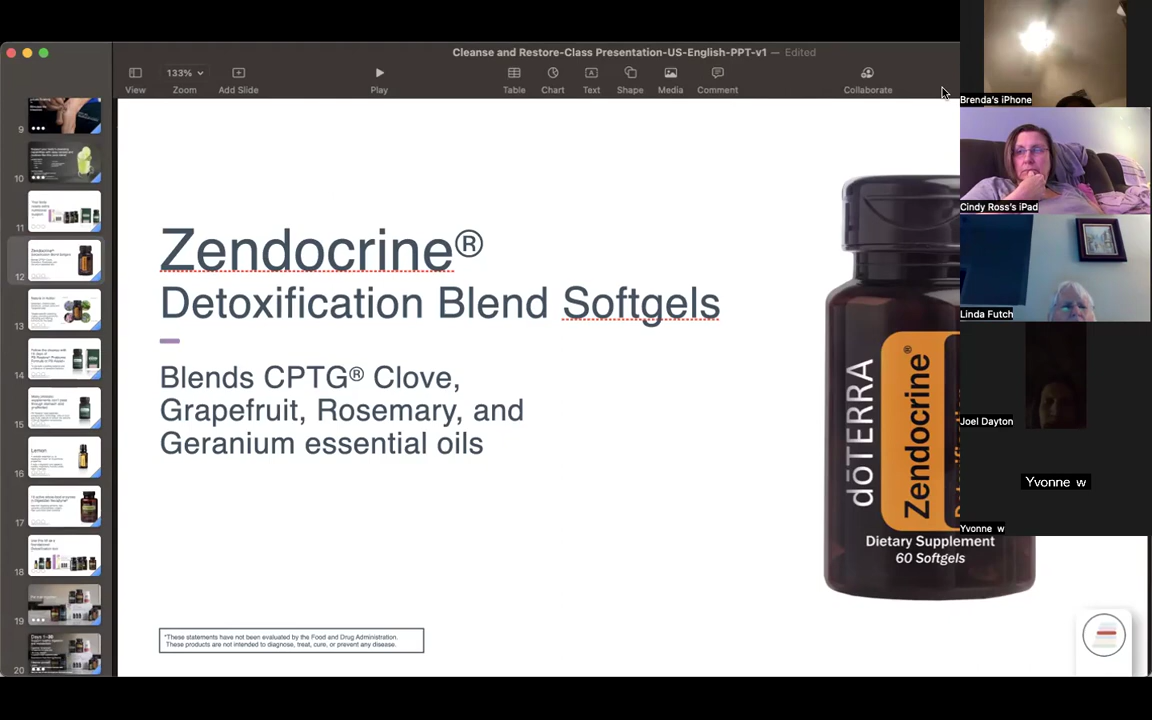 Cleanse and Restore-Class Presentation-US-English-PPT-v1 — Edited
133%
View
Zoom
Add Slide
Play
Table
Chart
Text
Shape
Media
Comment
Collaborate
9
10
11
12
13
14
15
16
Lemon
17
18
19
20
Days 1–30
Zendocrine®
Detoxification Blend Softgels
Blends CPTG® Clove,
Grapefruit, Rosemary, and
Geranium essential oils
*These statements have not been evaluated by the Food and Drug Administration.
These products are not intended to diagnose, treat, cure, or prevent any disease.
dōTERRA
Zendocrine®
Dietary Supplement
60 Softgels
Brenda's iPhone
Cindy Ross's iPad
Linda Futch
Joel Dayton
Yvonne w
Yvonne w